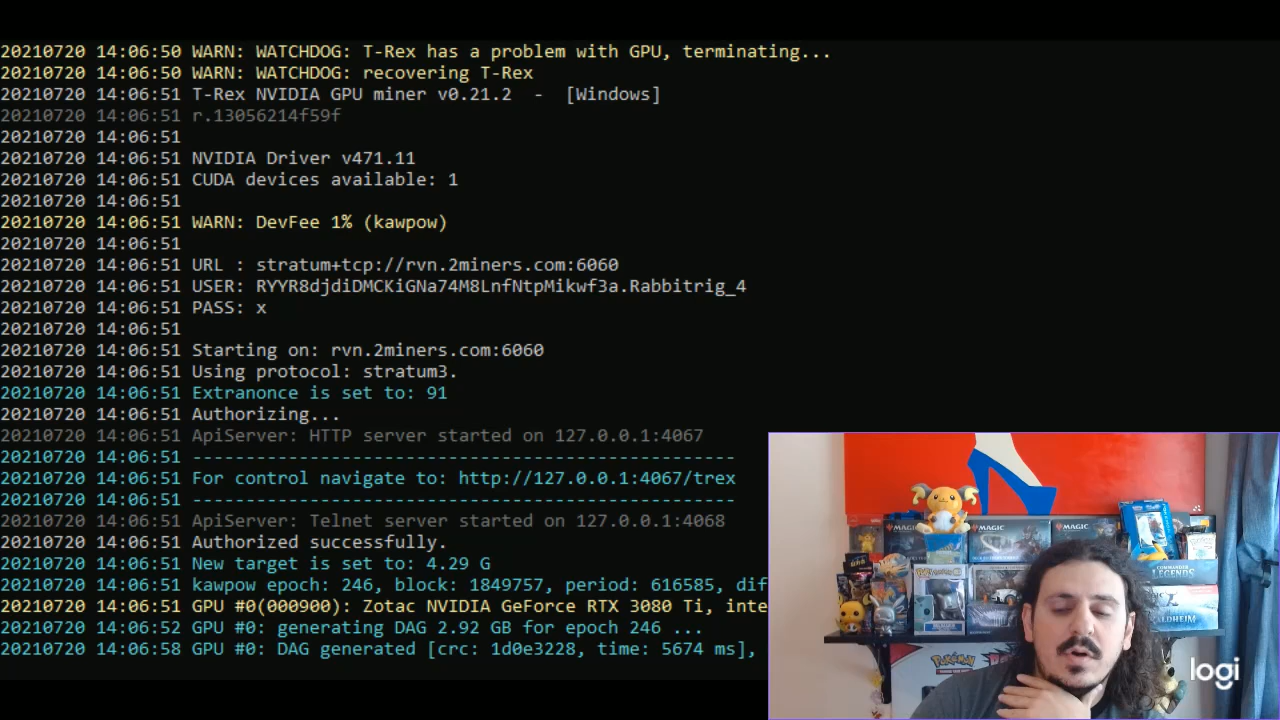 20210720 14:06:50 WARN: WATCHDOG: T-Rex has a problem with GPU, terminating...
20210720 14:06:50 WARN: WATCHDOG: recovering T-Rex
20210720 14:06:51 T-Rex NVIDIA GPU miner v0.21.2  -  [Windows]
20210720 14:06:51 r.13056214f59f
20210720 14:06:51
20210720 14:06:51 NVIDIA Driver v471.11
20210720 14:06:51 CUDA devices available: 1
20210720 14:06:51
20210720 14:06:51 WARN: DevFee 1% (kawpow)
20210720 14:06:51
20210720 14:06:51 URL : stratum+tcp://rvn.2miners.com:6060
20210720 14:06:51 USER: RYYR8djdiDMCKiGNa74M8LnfNtpMikwf3a.Rabbitrig_4
20210720 14:06:51 PASS: x
20210720 14:06:51
20210720 14:06:51 Starting on: rvn.2miners.com:6060
20210720 14:06:51 Using protocol: stratum3.
20210720 14:06:51 Extranonce is set to: 91
20210720 14:06:51 Authorizing...
20210720 14:06:51 ApiServer: HTTP server started on 127.0.0.1:4067
20210720 14:06:51 ---------------------------------------------------
20210720 14:06:51 For control navigate to: http://127.0.0.1:4067/trex
20210720 14:06:51 ---------------------------------------------------
20210720 14:06:51 ApiServer: Telnet server started on 127.0.0.1:4068
20210720 14:06:51 Authorized successfully.
20210720 14:06:51 New target is set to: 4.29 G
20210720 14:06:51 kawpow epoch: 246, block: 1849757, period: 616585, dif
20210720 14:06:51 GPU #0(000900): Zotac NVIDIA GeForce RTX 3080 Ti, inte
20210720 14:06:52 GPU #0: generating DAG 2.92 GB for epoch 246 ...
20210720 14:06:58 GPU #0: DAG generated [crc: 1d0e3228, time: 5674 ms],
MAGIC
MAGIC
MAGIC
COMMANDER
LEGENDS
logi